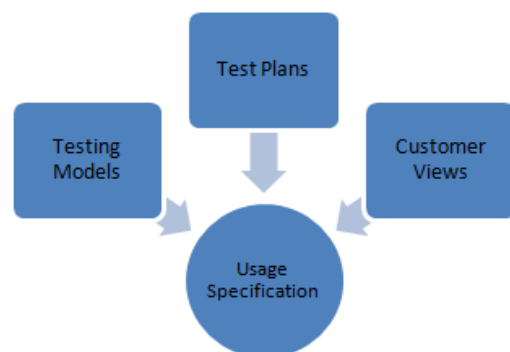 Test Plans
Testing
Models
Customer
Views
Usage
Specification